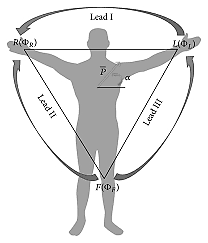 Lead I
R(Φ_R)
L(Φ_L)
P
α
Lead II
Lead III
F(Φ_F)